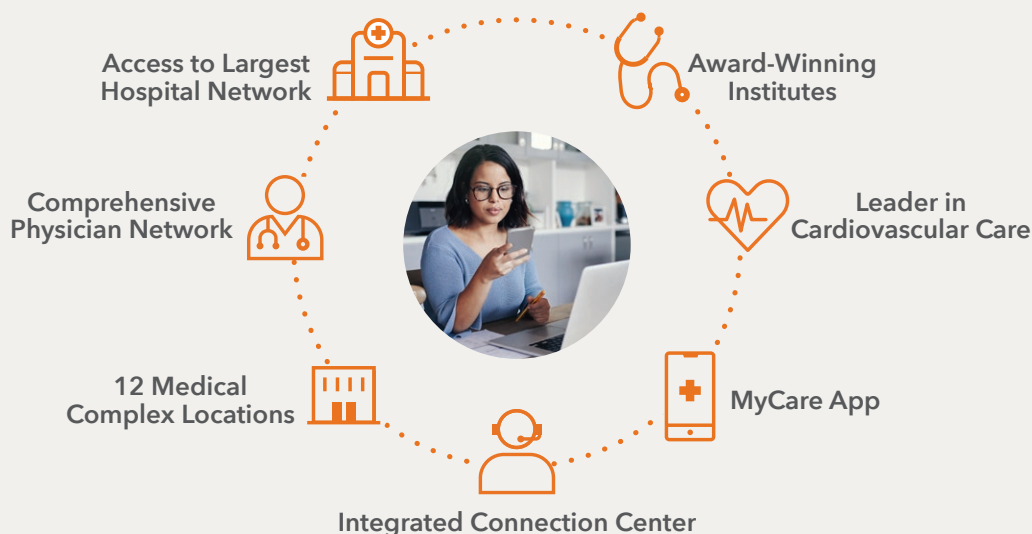 Access to Largest
Hospital Network
Award-Winning
Institutes
Comprehensive
Physician Network
Leader in
Cardiovascular Care
12 Medical
Complex Locations
MyCare App
Integrated Connection Center